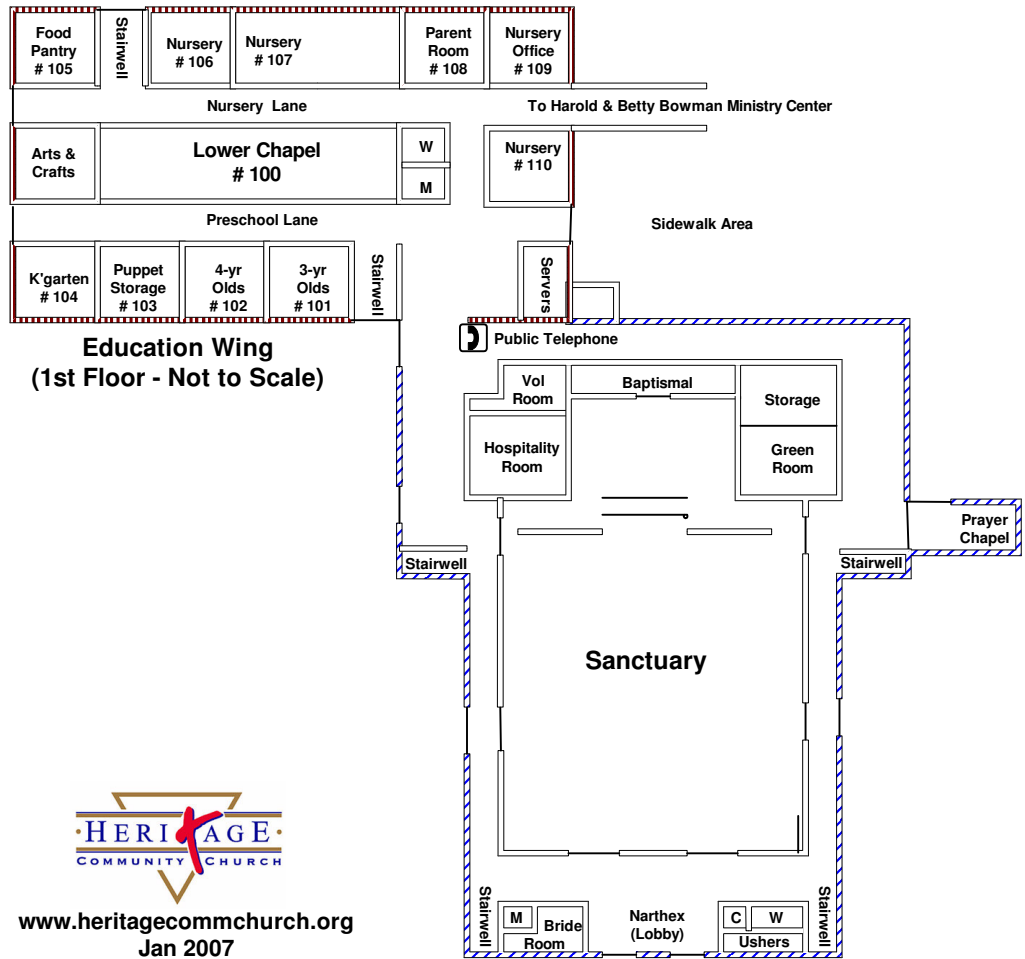 Food
Pantry
# 105
Stairwell
Nursery
# 106
Nursery
# 107
Parent
Room
# 108
Nursery
Office
# 109
Nursery Lane
To Harold & Betty Bowman Ministry Center
Arts &
Crafts
Lower Chapel
# 100
W
M
Nursery
# 110
Preschool Lane
Sidewalk Area
K'garten
# 104
Puppet
Storage
# 103
4-yr
Olds
# 102
3-yr
Olds
# 101
Stairwell
Servers
Education Wing
(1st Floor - Not to Scale)
Public Telephone
Vol
Room
Baptismal
Storage
Hospitality
Room
Green
Room
Prayer
Chapel
Stairwell
Stairwell
Sanctuary
HERITAGE
COMMUNITY CHURCH
www.heritagecommchurch.org
Jan 2007
Stairwell
M
Bride
Room
Narthex
(Lobby)
C
W
Ushers
Stairwell